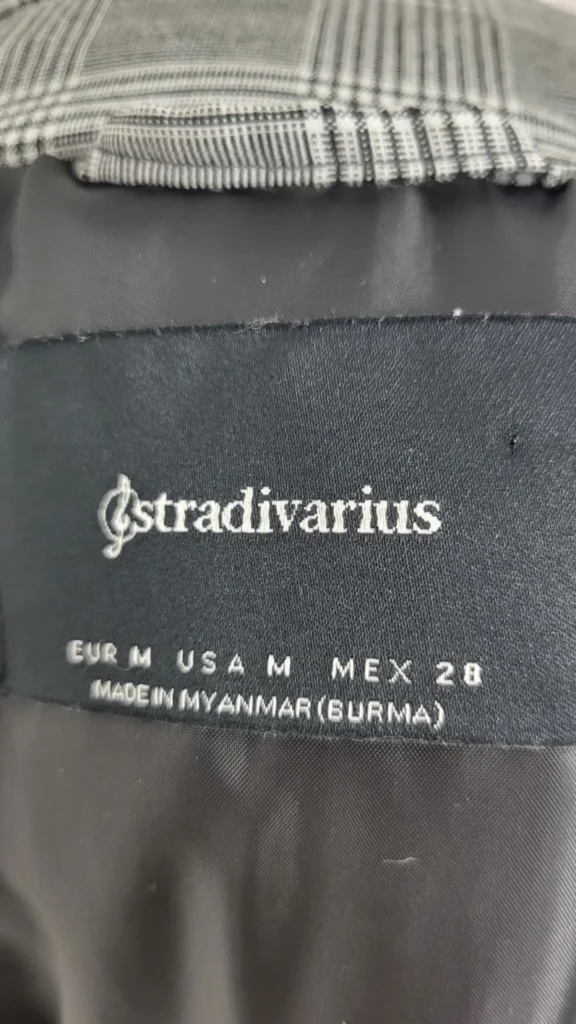 stradivarius
EUR M USA M MEX 28
MADE IN MYANMAR (BURMA)